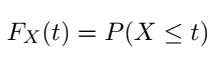 F_X(t) = P(X ≤ t)